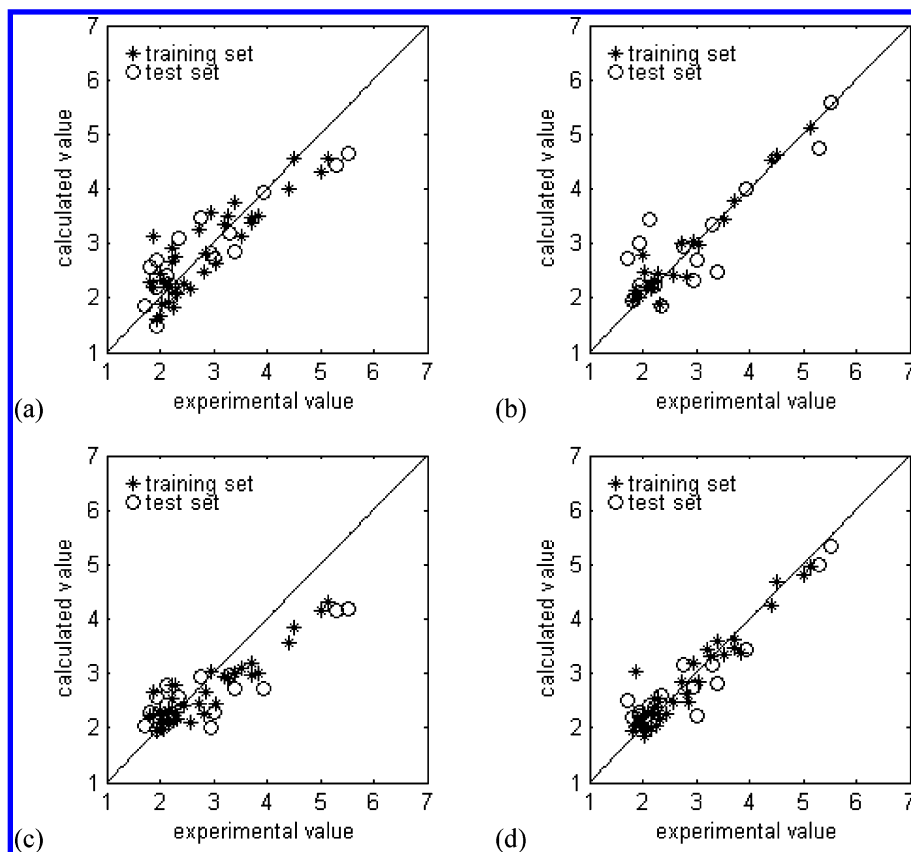 7
6
5
4
3
2
1
calculated value
training set
test set
1 2 3 4 5 6 7
experimental value
(a)
7
6
5
4
3
2
1
calculated value
training set
test set
1 2 3 4 5 6 7
experimental value
(b)
7
6
5
4
3
2
1
calculated value
training set
test set
1 2 3 4 5 6 7
experimental value
(c)
7
6
5
4
3
2
1
calculated value
training set
test set
1 2 3 4 5 6 7
experimental value
(d)